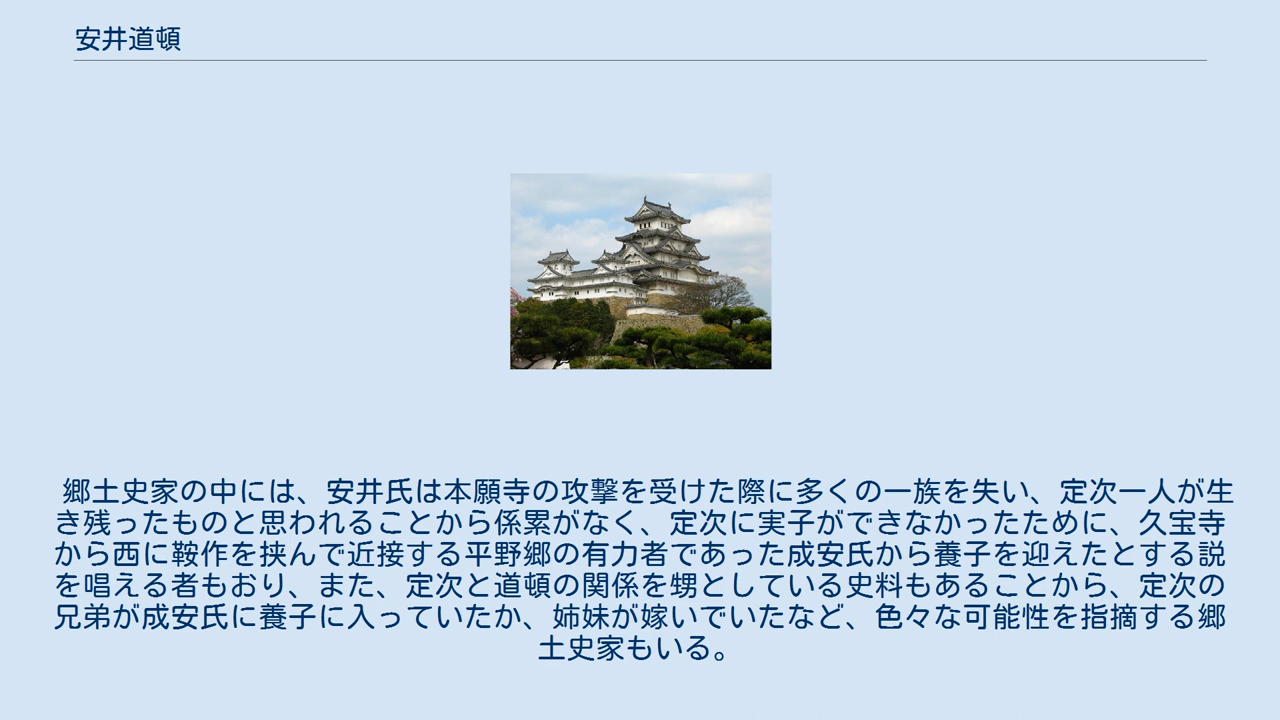 安井道頓
郷土史家の中には、安井氏は本願寺の攻撃を受けた際に多くの一族を失い、定次一人が生
き残ったものと思われることから係累がなく、定次に実子ができなかったために、久宝寺
から西に鞍作を挟んで近接する平野郷の有力者であった成安氏から養子を迎えたとする説
を唱える者もおり、また、定次と道頓の関係を甥としている史料もあることから、定次の
兄弟が成安氏に養子に入っていたか、姉妹が嫁いでいたなど、色々な可能性を指摘する郷
土史家もいる。